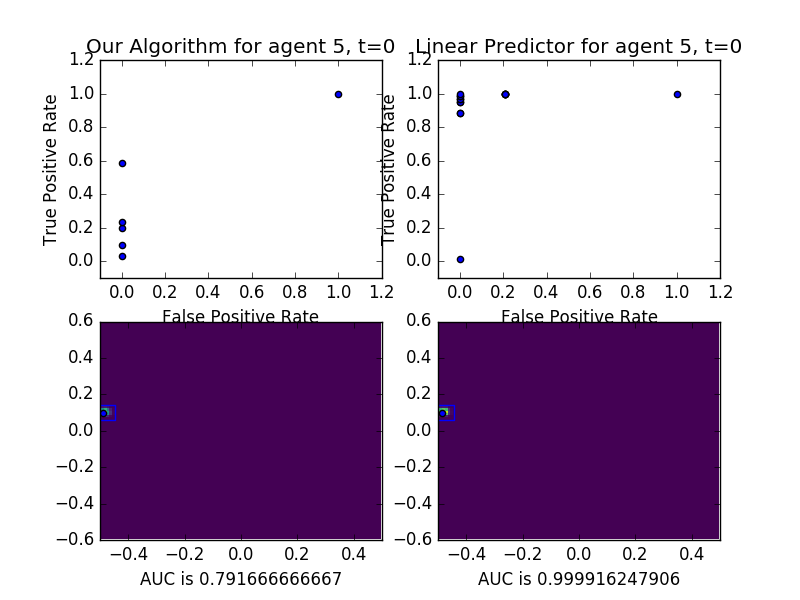 Our Algorithm for agent 5, t=0
Linear Predictor for agent 5, t=0
True Positive Rate
1.2
1.0
0.8
0.6
0.4
0.2
0.0
0.0 0.2 0.4 0.6 0.8 1.0 1.2
False Positive Rate
True Positive Rate
1.2
1.0
0.8
0.6
0.4
0.2
0.0
0.0 0.2 0.4 0.6 0.8 1.0 1.2
False Positive Rate
0.6
0.4
0.2
0.0
−0.2
−0.4
−0.6
−0.4 −0.2 0.0 0.2 0.4
AUC is 0.791666666667
0.6
0.4
0.2
0.0
−0.2
−0.4
−0.6
−0.4 −0.2 0.0 0.2 0.4
AUC is 0.999916247906